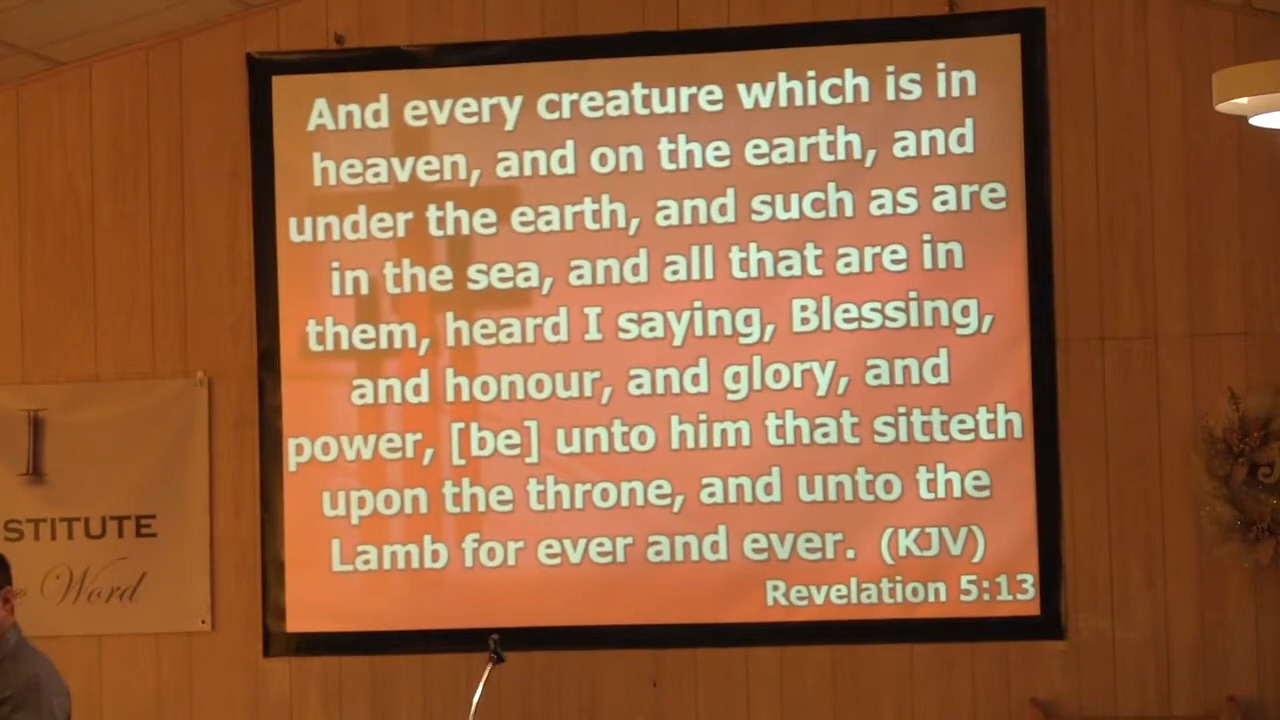 And every creature which is in
heaven, and on the earth, and
under the earth, and such as are
in the sea, and all that are in
them, heard I saying, Blessing,
and honour, and glory, and
power, [be] unto him that sitteth
upon the throne, and unto the
Lamb for ever and ever. (KJV)
Revelation 5:13
I
STITUTE
Word